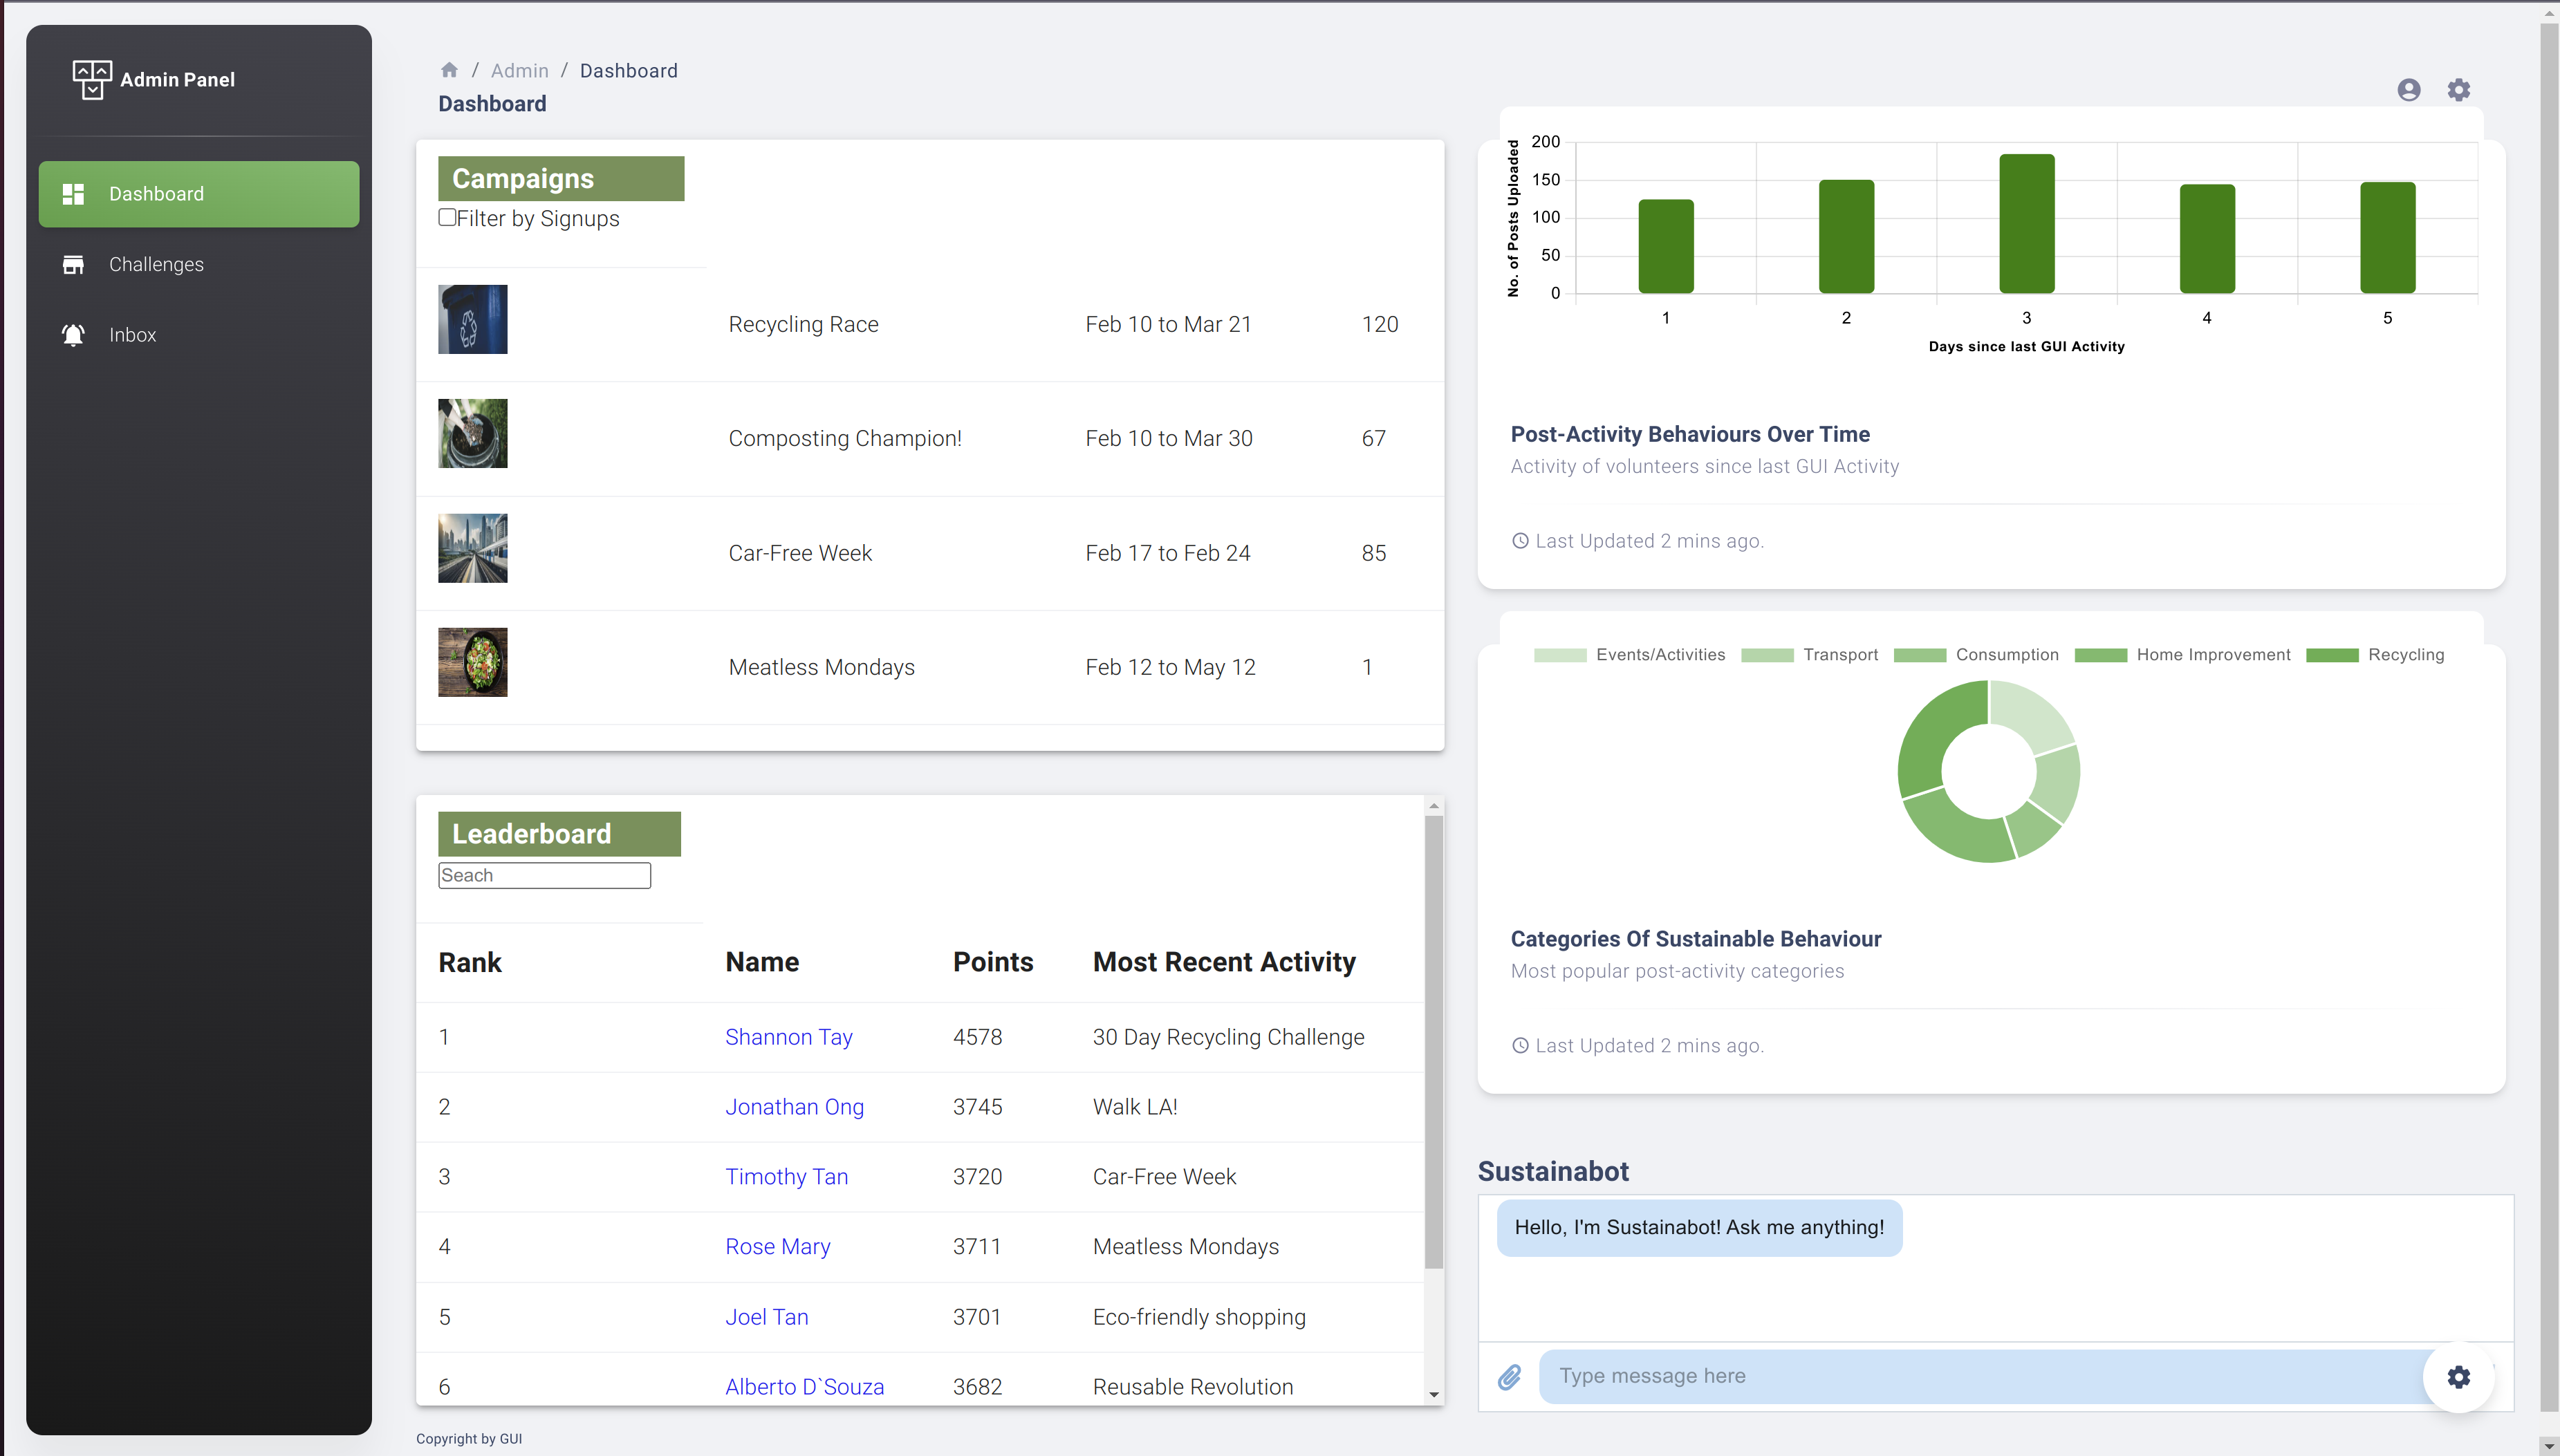 Admin Panel
Dashboard
Challenges
Inbox
/ Admin / Dashboard
Dashboard
Campaigns
Filter by Signups
Recycling Race Feb 10 to Mar 21 120
Composting Champion! Feb 10 to Mar 30 67
Car-Free Week Feb 17 to Feb 24 85
Meatless Mondays Feb 12 to May 12 1
Leaderboard
Seach
Rank Name Points Most Recent Activity
1 Shannon Tay 4578 30 Day Recycling Challenge
2 Jonathan Ong 3745 Walk LA!
3 Timothy Tan 3720 Car-Free Week
4 Rose Mary 3711 Meatless Mondays
5 Joel Tan 3701 Eco-friendly shopping
6 Alberto D`Souza 3682 Reusable Revolution
Copyright by GUI
No. of Posts Uploaded
200
150
100
50
0
1 2 3 4 5
Days since last GUI Activity
Post-Activity Behaviours Over Time
Activity of volunteers since last GUI Activity
Last Updated 2 mins ago.
Events/Activities Transport Consumption Home Improvement Recycling
Categories Of Sustainable Behaviour
Most popular post-activity categories
Last Updated 2 mins ago.
Sustainabot
Hello, I'm Sustainabot! Ask me anything!
Type message here